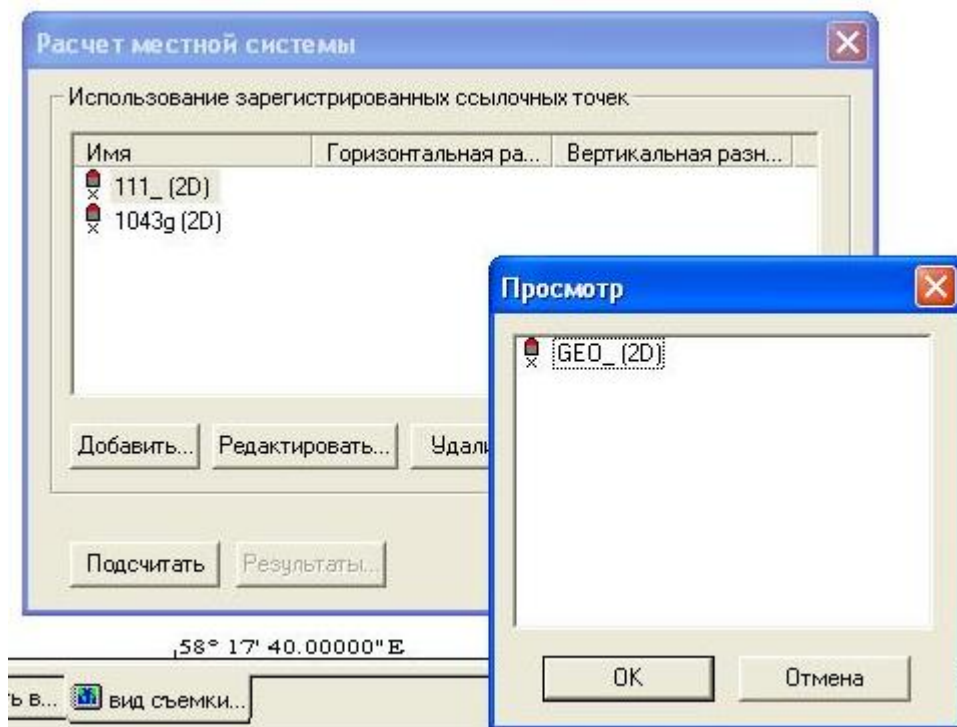 Расчет местной системы
Использование зарегистрированных ссылочных точек
Имя Горизонтальная ра... Вертикальная разн...
111_ (2D)
1043g (2D)
Добавить... Редактировать... Удали
Подсчитать Результаты...
Просмотр
GEO_ (2D)
OK Отмена
58° 17' 40.00000"E
ь в... вид съемки...